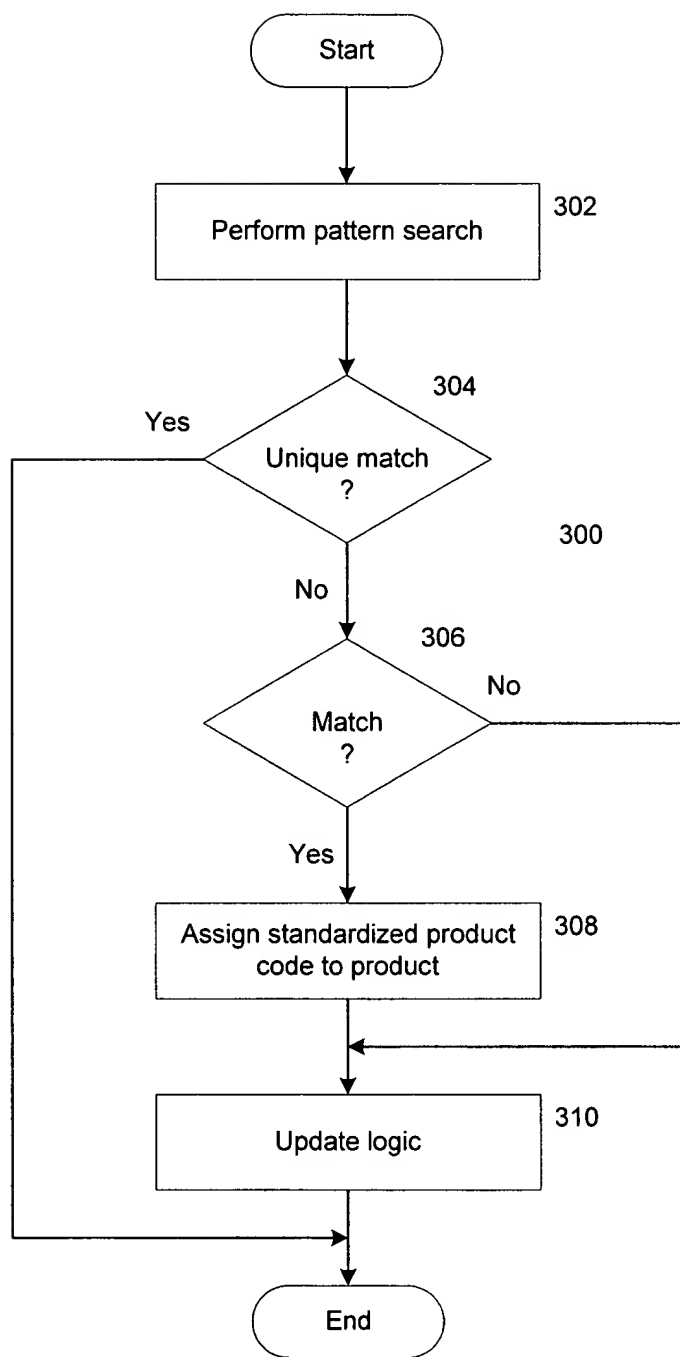 Start
302
Perform pattern search
304
Yes
Unique match
?
300
No
306
No
Match
?
Yes
Assign standardized product
code to product
308
310
Update logic
End